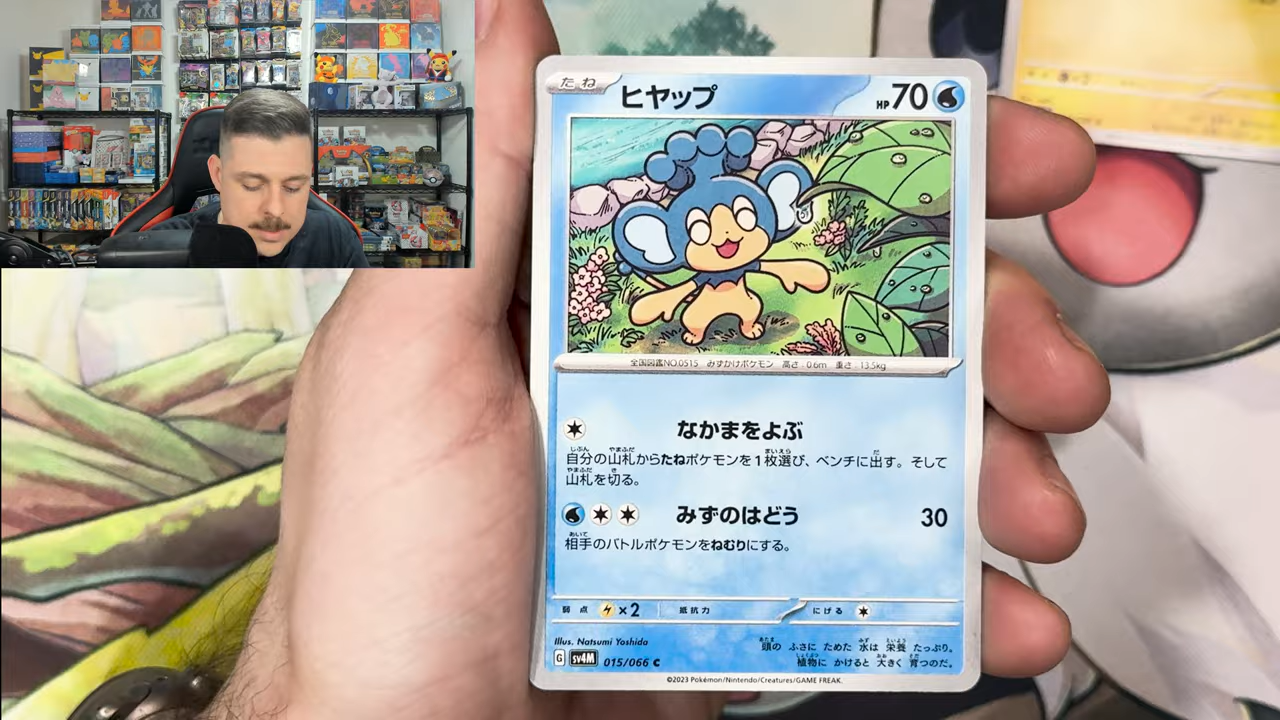 たね
ヒヤップ
HP70
全国図鑑NO.0515 みずかけポケモン 高さ:0.6m 重さ:13.5kg
なかまをよぶ
自分の山札からたねポケモンを1枚選び、ベンチに出す。そして
山札を切る。
みずのはどう 30
相手のバトルポケモンをねむりにする。
弱点 ×2 抵抗力 にげる
Illus. Natsumi Yoshida
頭の ふさに ためた 水は 栄養 たっぷり。
植物に かけると 大きく 育つのだ。
G SV4M 015/066 C
©2023 Pokémon/Nintendo/Creatures/GAME FREAK.